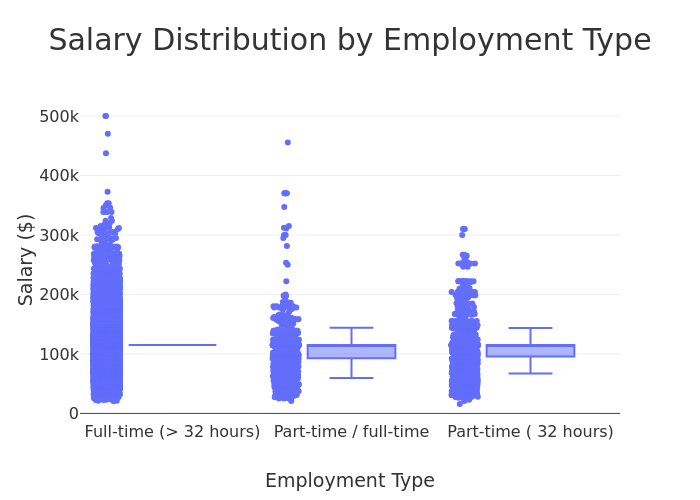 Salary Distribution by Employment Type
500k
400k
300k
200k
100k
0
Salary ($)
Full-time (> 32 hours)
Part-time / full-time
Part-time ( 32 hours)
Employment Type